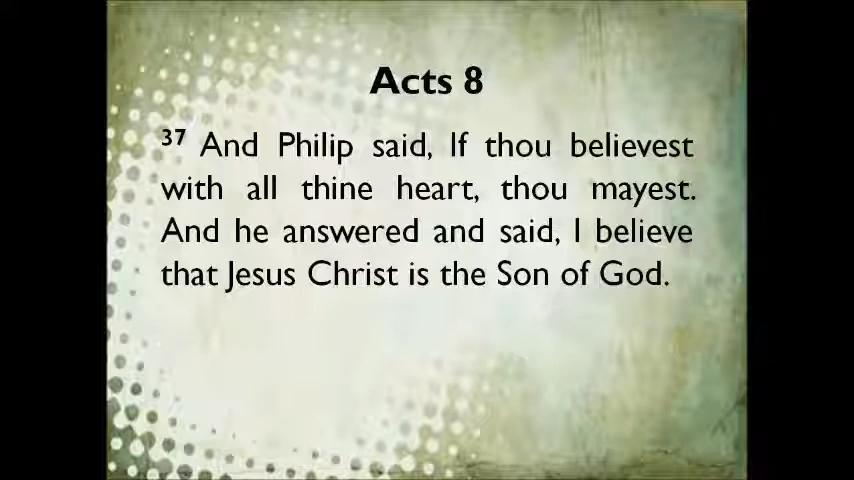 Acts 8
37 And Philip said, If thou believest
with all thine heart, thou mayest.
And he answered and said, I believe
that Jesus Christ is the Son of God.